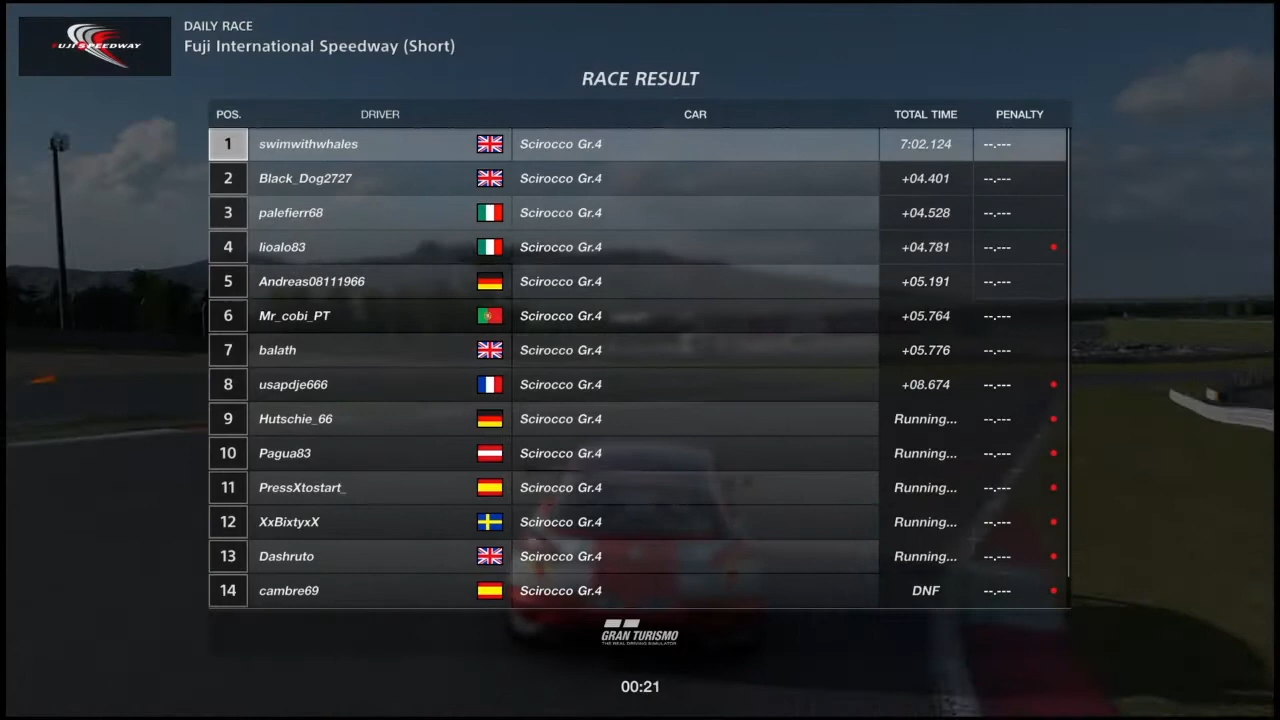 FUJI SPEEDWAY
DAILY RACE
Fuji International Speedway (Short)
RACE RESULT
POS. DRIVER CAR TOTAL TIME PENALTY
1 swimwithwhales Scirocco Gr.4 7:02.124 --.---
2 Black_Dog2727 Scirocco Gr.4 +04.401 --.---
3 palefierr68 Scirocco Gr.4 +04.528 --.---
4 lioalo83 Scirocco Gr.4 +04.781 --.---
5 Andreas08111966 Scirocco Gr.4 +05.191 --.---
6 Mr_cobi_PT Scirocco Gr.4 +05.764 --.---
7 balath Scirocco Gr.4 +05.776 --.---
8 usapdje666 Scirocco Gr.4 +08.674 --.---
9 Hutschie_66 Scirocco Gr.4 Running... --.---
10 Pagua83 Scirocco Gr.4 Running... --.---
11 PressXtostart_ Scirocco Gr.4 Running... --.---
12 XxBixtyxX Scirocco Gr.4 Running... --.---
13 Dashruto Scirocco Gr.4 Running... --.---
14 cambre69 Scirocco Gr.4 DNF --.---
GRAN TURISMO
THE REAL DRIVING SIMULATOR
00:21